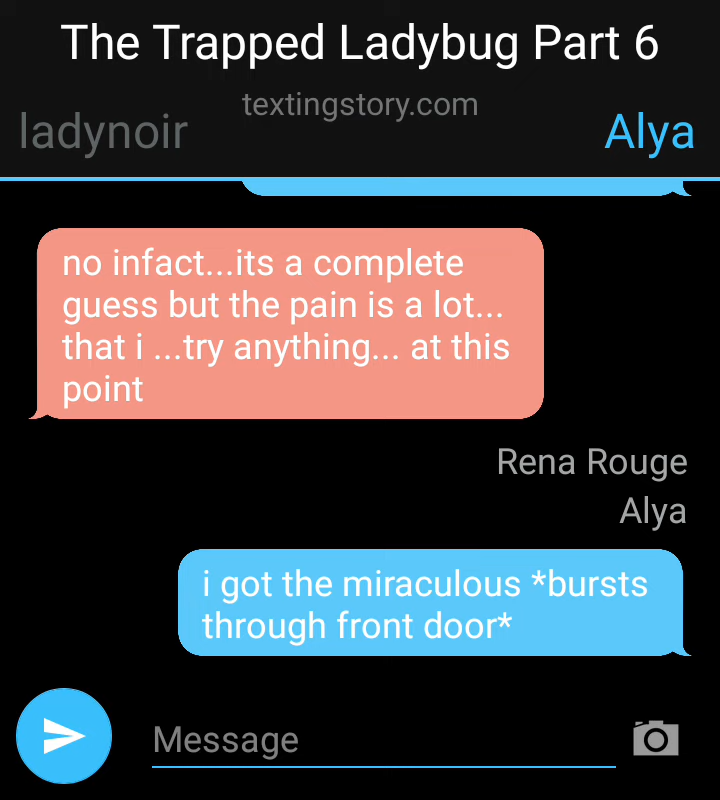 The Trapped Ladybug Part 6
textingstory.com
ladynoir
Alya
no infact...its a complete
guess but the pain is a lot...
that i ...try anything... at this
point
Rena Rouge
Alya
i got the miraculous *bursts
through front door*
Message